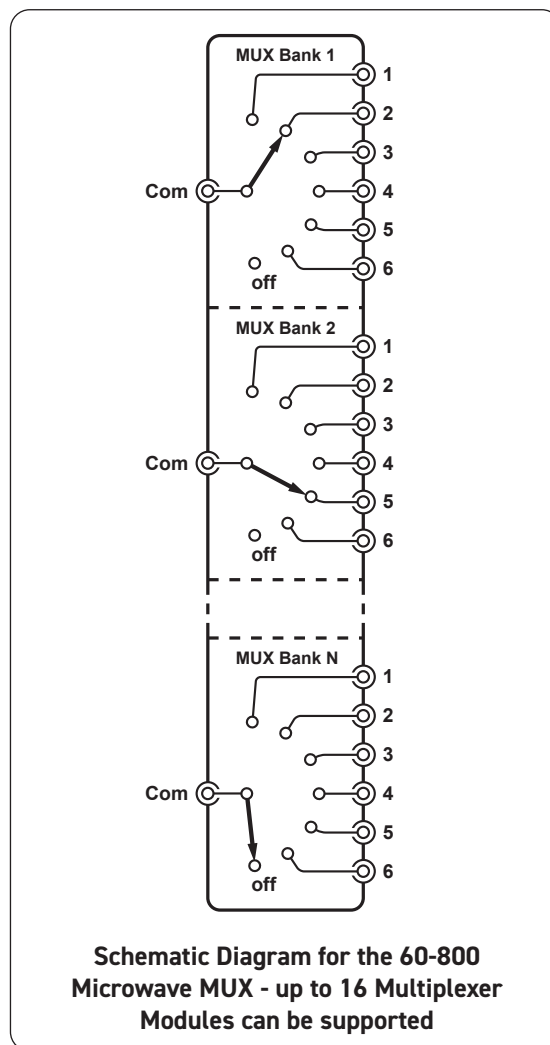 MUX Bank 1
1
2
3
Com
4
5
6
off
MUX Bank 2
1
2
3
Com
4
5
6
off
MUX Bank N
1
2
3
Com
4
5
6
off
Schematic Diagram for the 60-800
Microwave MUX - up to 16 Multiplexer
Modules can be supported